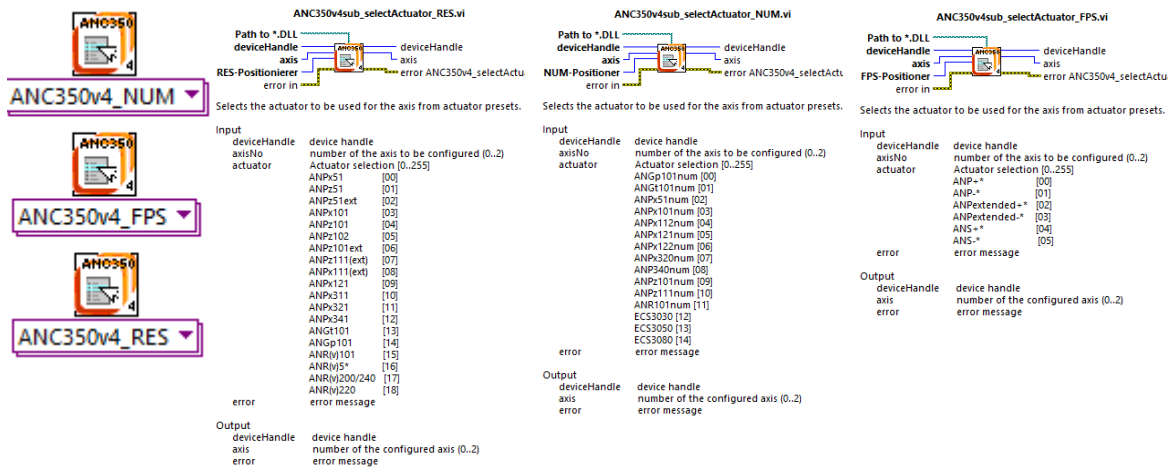 ANC350
4
ANC350v4_NUM
ANC350
4
ANC350v4_FPS
ANC350
4
ANC350v4_RES
ANC350v4sub_selectActuator_RES.vi
Path to *.DLL
deviceHandle
axis
RES-Positionierer
error in
ANC350
4
deviceHandle
axis
error ANC350v4_selectActu
Selects the actuator to be used for the axis from actuator presets.
Input
deviceHandle device handle
axisNo number of the axis to be configured (0..2)
actuator Actuator selection [0..255]
ANPx51 [00]
ANPz51 [01]
ANPz51ext [02]
ANPx101 [03]
ANPz101 [04]
ANPz102 [05]
ANPz101ext [06]
ANPz111(ext) [07]
ANPx111(ext) [08]
ANPx121 [09]
ANPx311 [10]
ANPx321 [11]
ANPx341 [12]
ANGt101 [13]
ANGp101 [14]
ANR(v)101 [15]
ANR(v)5* [16]
ANR(v)200/240 [17]
ANR(v)220 [18]
error error message
Output
deviceHandle device handle
axis number of the configured axis (0..2)
error error message
ANC350v4sub_selectActuator_NUM.vi
Path to *.DLL
deviceHandle
axis
NUM-Positioner
error in
ANC350
4
deviceHandle
axis
error ANC350v4_selectActu
Selects the actuator to be used for the axis from actuator presets.
Input
deviceHandle device handle
axisNo number of the axis to be configured (0..2)
actuator Actuator selection [0..255]
ANGp101num [00]
ANGt101num [01]
ANPx51num [02]
ANPx101num [03]
ANPx112num [04]
ANPx121num [05]
ANPx122num [06]
ANPx320num [07]
ANP340num [08]
ANPz101num [09]
ANPz111num [10]
ANR101num [11]
ECS3030 [12]
ECS3050 [13]
ECS3080 [14]
error error message
Output
deviceHandle device handle
axis number of the configured axis (0..2)
error error message
ANC350v4sub_selectActuator_FPS.vi
Path to *.DLL
deviceHandle
axis
FPS-Positioner
error in
ANC350
4
deviceHandle
axis
error ANC350v4_selectActu
Selects the actuator to be used for the axis from actuator presets.
Input
deviceHandle device handle
axisNo number of the axis to be configured (0..2)
actuator Actuator selection [0..255]
ANP+* [00]
ANP-* [01]
ANPextended+* [02]
ANPextended-* [03]
ANS+* [04]
ANS-* [05]
error error message
Output
deviceHandle device handle
axis number of the configured axis (0..2)
error error message